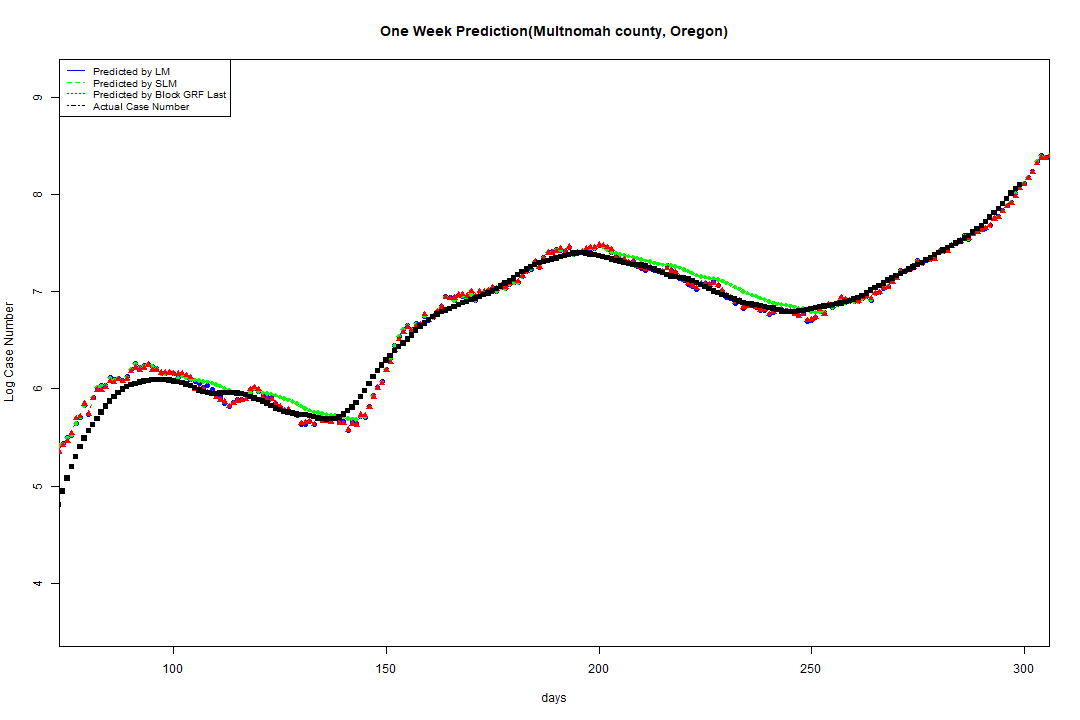 One Week Prediction(Multnomah county, Oregon)
Predicted by LM
Predicted by SLM
Predicted by Block GRF Last
Actual Case Number
9
8
7
6
5
4
Log Case Number
100 150 200 250 300
days